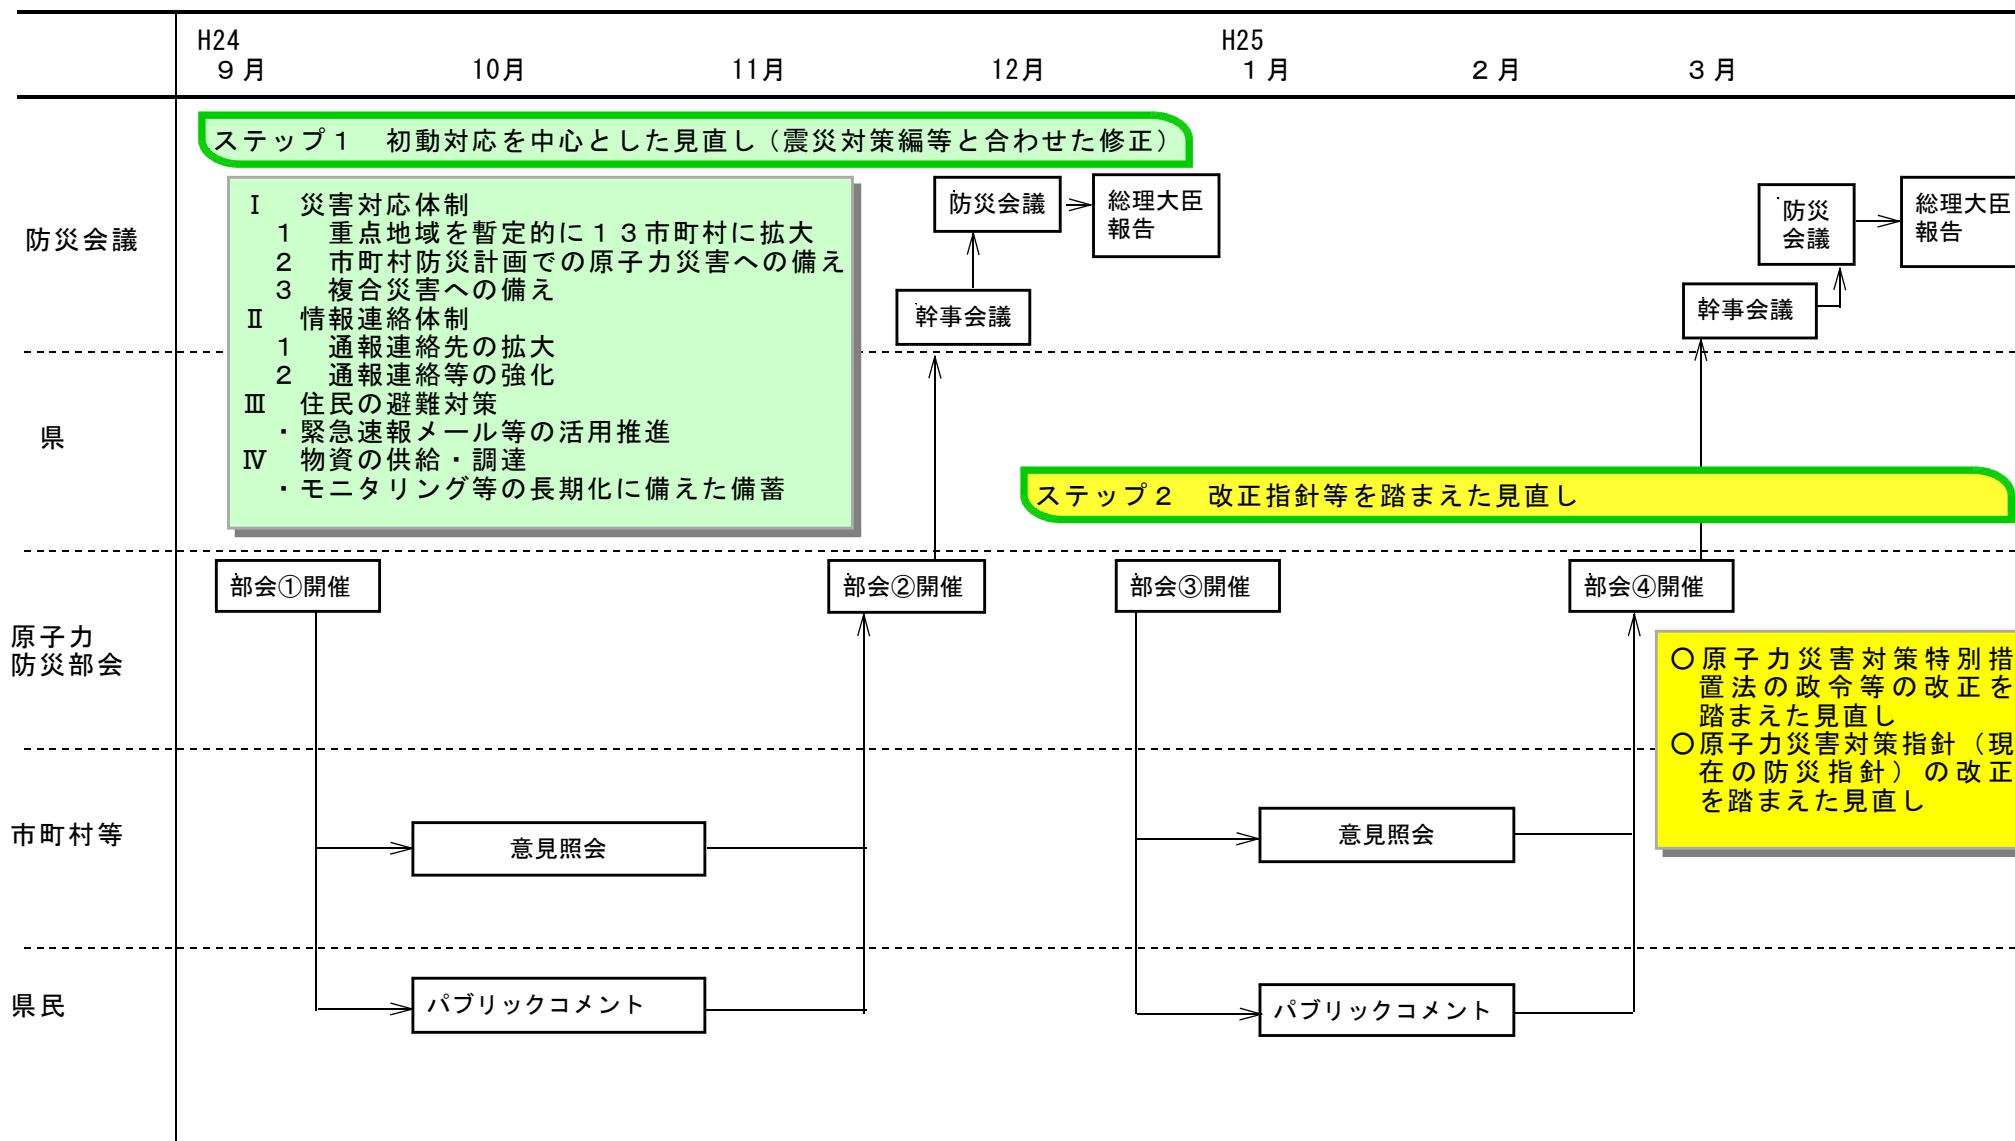 H24
９月
10月
11月
12月
H25
１月
２月
３月
ステップ１　初動対応を中心とした見直し（震災対策編等と合わせた修正）
防災会議
Ⅰ　災害対応体制
１　重点地域を暫定的に１３市町村に拡大
２　市町村防災計画での原子力災害への備え
３　複合災害への備え
Ⅱ　情報連絡体制
１　通報連絡先の拡大
２　通報連絡等の強化
Ⅲ　住民の避難対策
・緊急速報メール等の活用推進
Ⅳ　物資の供給・調達
・モニタリング等の長期化に備えた備蓄
防災会議
総理大臣
報告
幹事会議
防災
会議
総理大臣
報告
幹事会議
県
ステップ２　改正指針等を踏まえた見直し
原子力
防災部会
部会①開催
部会②開催
部会③開催
部会④開催
〇原子力災害対策特別措
置法の政令等の改正を
踏まえた見直し
〇原子力災害対策指針（現
在の防災指針）の改正
を踏まえた見直し
市町村等
意見照会
意見照会
県民
パブリックコメント
パブリックコメント